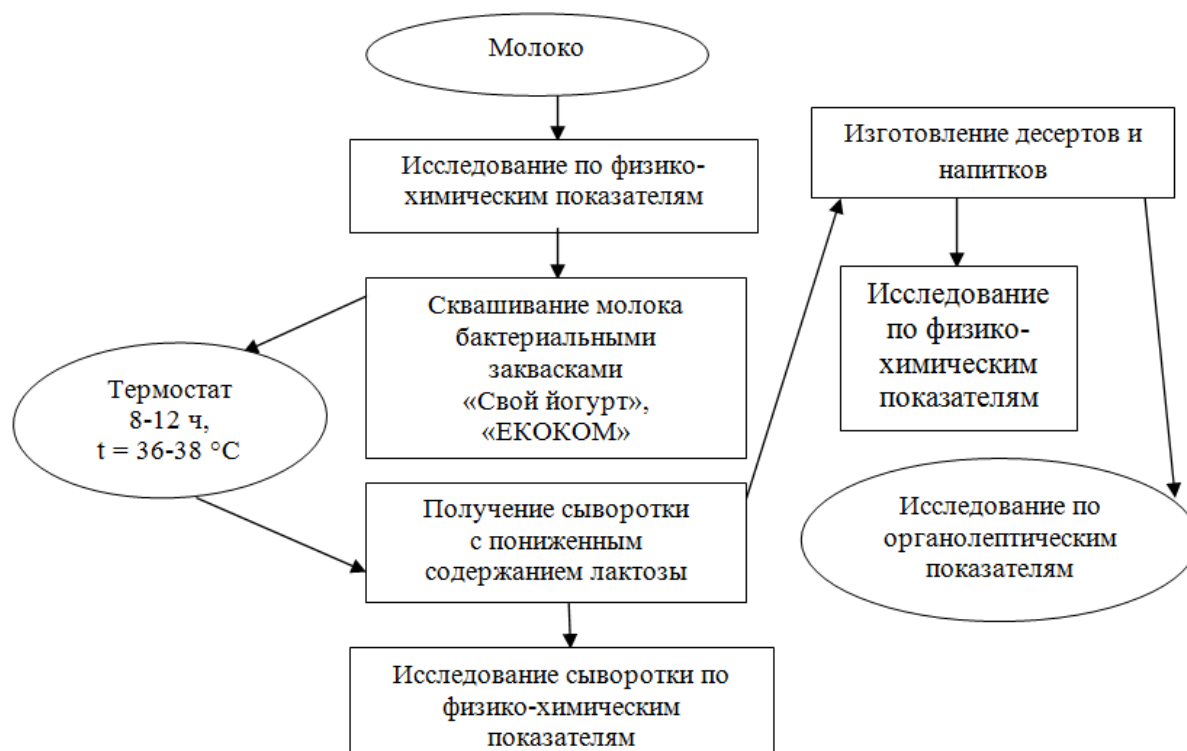 Молоко
Исследование по физико-
химическим показателям
Сквашивание молока
бактериальными
заквасками
«Свой йогурт»,
«ЕКОКОМ»
Термостат
8-12 ч,
t = 36-38 °C
Получение сыворотки
с пониженным
содержанием лактозы
Исследование сыворотки по
физико-химическим
показателям
Изготовление десертов и
напитков
Исследование
по физико-
химическим
показателям
Исследование по
органолептическим
показателям